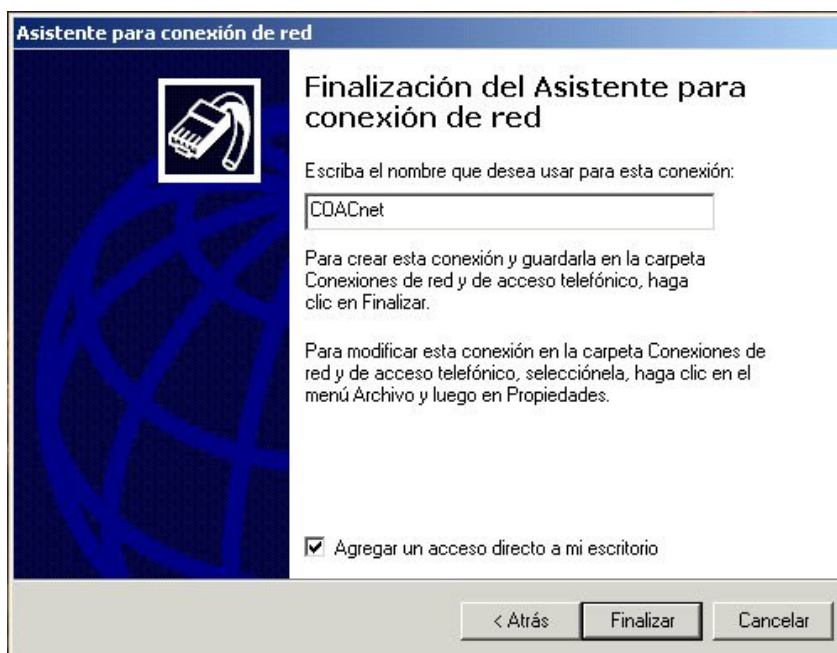 Asistente para conexión de red
Finalización del Asistente para
conexión de red
Escriba el nombre que desea usar para esta conexión:
COACnet
Para crear esta conexión y guardarla en la carpeta
Conexiones de red y de acceso telefónico, haga
clic en Finalizar.
Para modificar esta conexión en la carpeta Conexiones de
red y de acceso telefónico, selecciónela, haga clic en el
menú Archivo y luego en Propiedades.
Agregar un acceso directo a mi escritorio
< Atrás Finalizar Cancelar